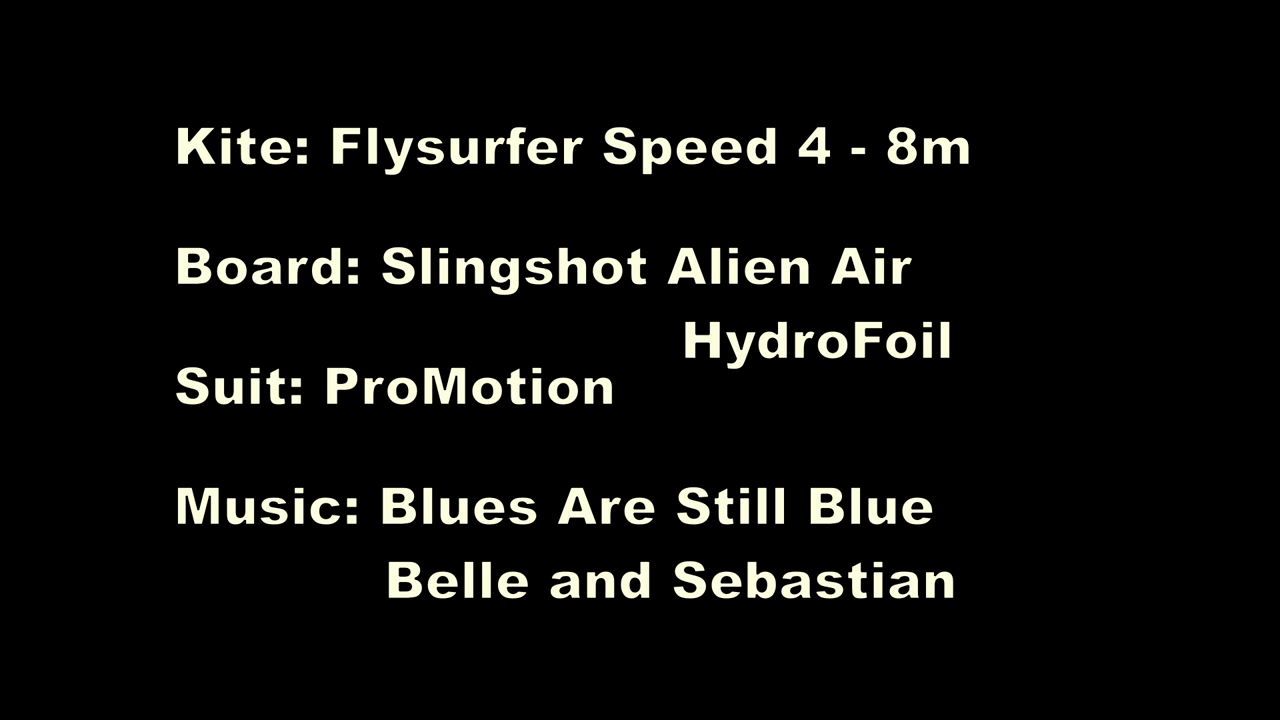 Kite: Flysurfer Speed 4 - 8m
Board: Slingshot Alien Air
HydroFoil
Suit: ProMotion
Music: Blues Are Still Blue
Belle and Sebastian